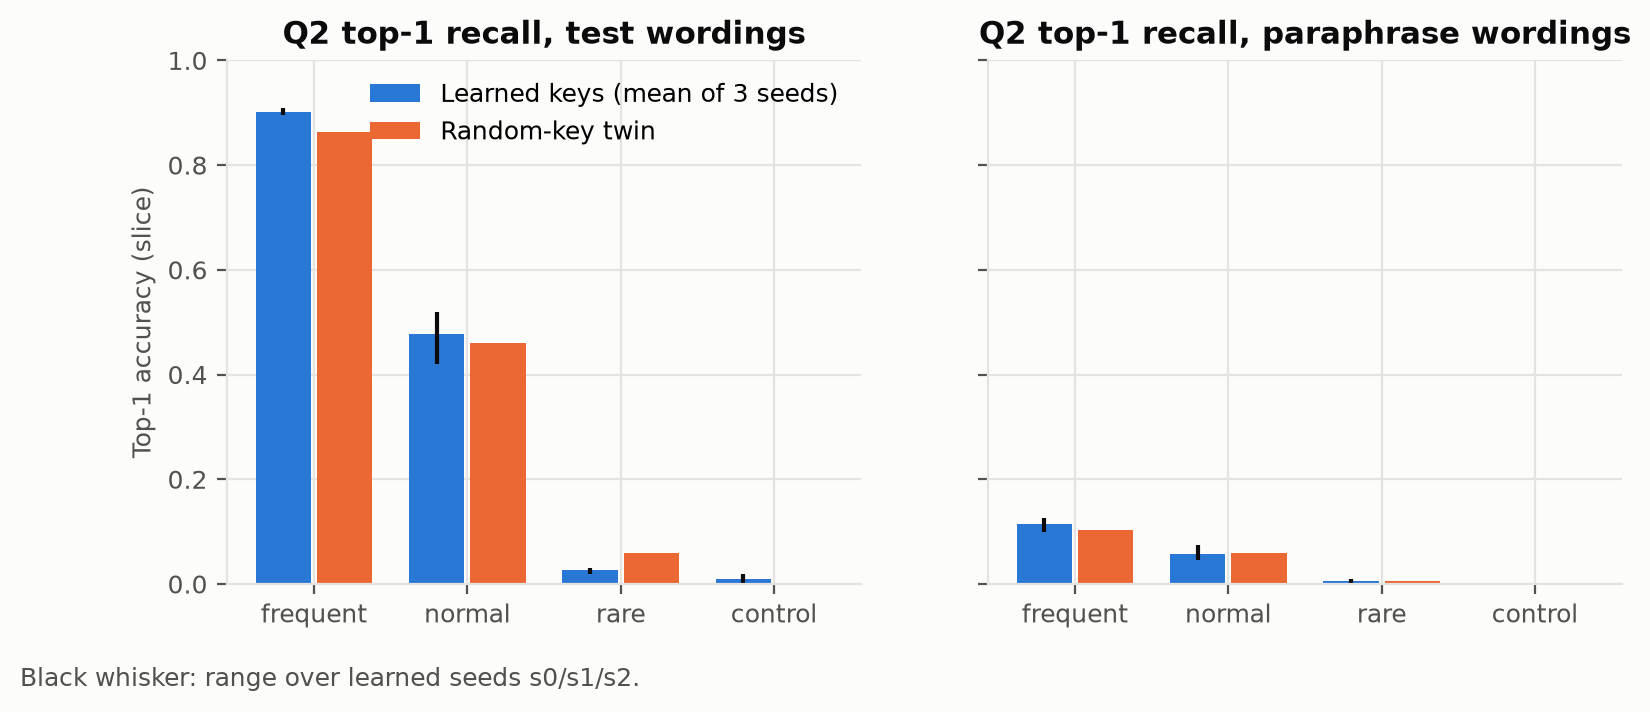 Q2 top-1 recall, test wordings
Q2 top-1 recall, paraphrase wordings
Learned keys (mean of 3 seeds)
Random-key twin
Top-1 accuracy (slice)
1.0
0.8
0.6
0.4
0.2
0.0
frequent normal rare control
frequent normal rare control
Black whisker: range over learned seeds s0/s1/s2.